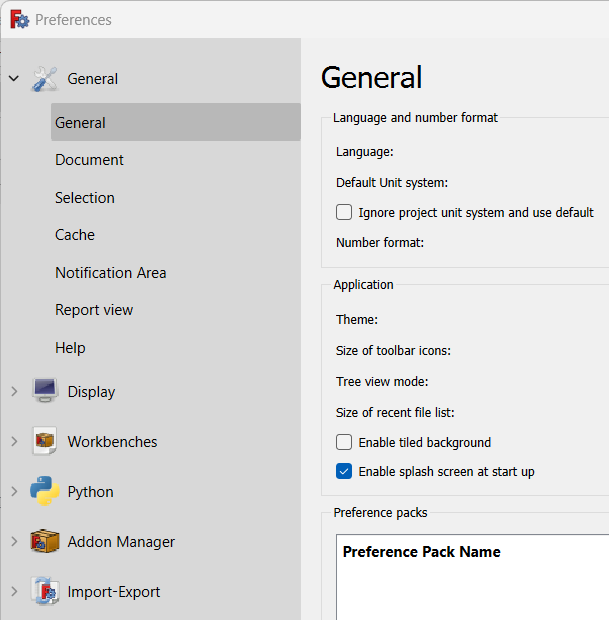 Preferences
General
General
Document
Selection
Cache
Notification Area
Report view
Help
Display
Workbenches
Python
Addon Manager
Import-Export
General
Language and number format
Language:
Default Unit system:
Ignore project unit system and use default
Number format:
Application
Theme:
Size of toolbar icons:
Tree view mode:
Size of recent file list:
Enable tiled background
Enable splash screen at start up
Preference packs
Preference Pack Name